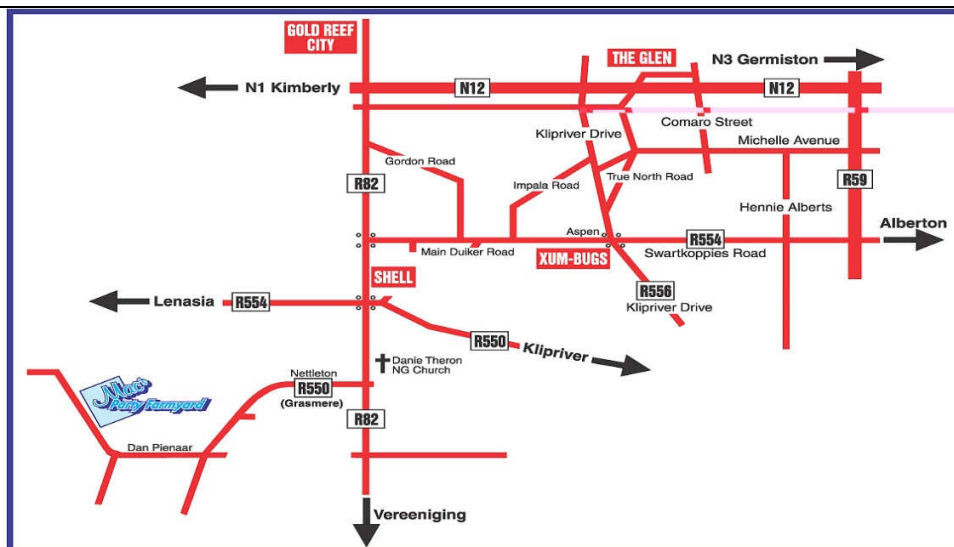 GOLD REEF
CITY
THE GLEN
N3 Germiston
N1 Kimberly
N12
N12
Comaro Street
Klipriver Drive
Michelle Avenue
Gordon Road
R82
Impala Road
True North Road
R59
Hennie Alberts
Alberton
Aspen
R554
Main Duiker Road
XUM-BUGS
Swartkoppies Road
SHELL
R556
Lenasia
R554
Klipriver Drive
R550
Klipriver
Danie Theron
NG Church
Nettleton
R550
(Grasmere)
Mac's
Party Farmyard
R82
Dan Pienaar
Vereeniging